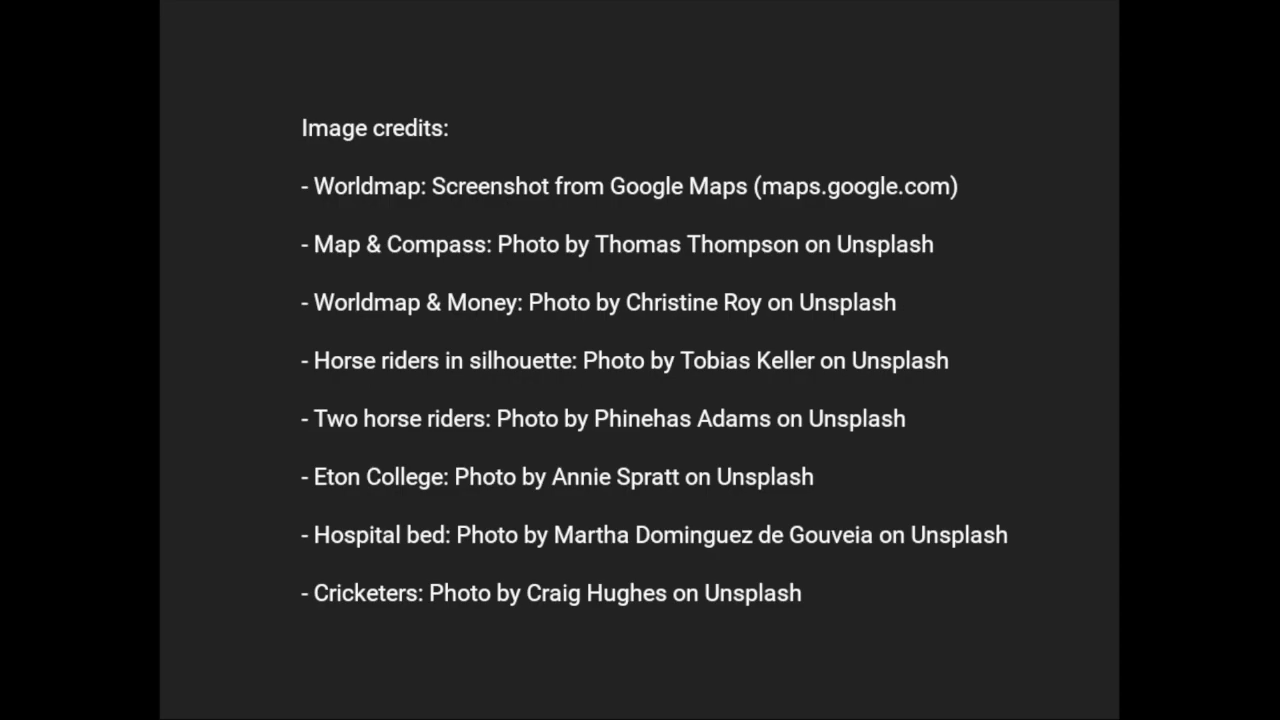 Image credits:
- Worldmap: Screenshot from Google Maps (maps.google.com)
- Map & Compass: Photo by Thomas Thompson on Unsplash
- Worldmap & Money: Photo by Christine Roy on Unsplash
- Horse riders in silhouette: Photo by Tobias Keller on Unsplash
- Two horse riders: Photo by Phinehas Adams on Unsplash
- Eton College: Photo by Annie Spratt on Unsplash
- Hospital bed: Photo by Martha Dominguez de Gouveia on Unsplash
- Cricketers: Photo by Craig Hughes on Unsplash